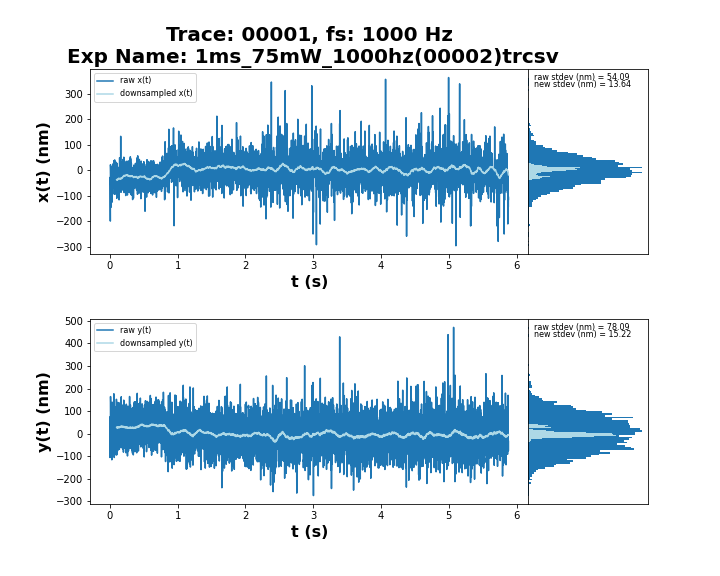 Trace: 00001, fs: 1000 Hz
Exp Name: 1ms_75mW_1000hz(00002)trcsv
raw x(t)
downsampled x(t)
raw stdev (nm) = 54.09
new stdev (nm) = 13.64
300
200
100
0
−100
−200
−300
x(t) (nm)
0 1 2 3 4 5 6
t (s)
raw y(t)
downsampled y(t)
raw stdev (nm) = 78.09
new stdev (nm) = 15.22
500
400
300
200
100
0
−100
−200
−300
y(t) (nm)
0 1 2 3 4 5 6
t (s)